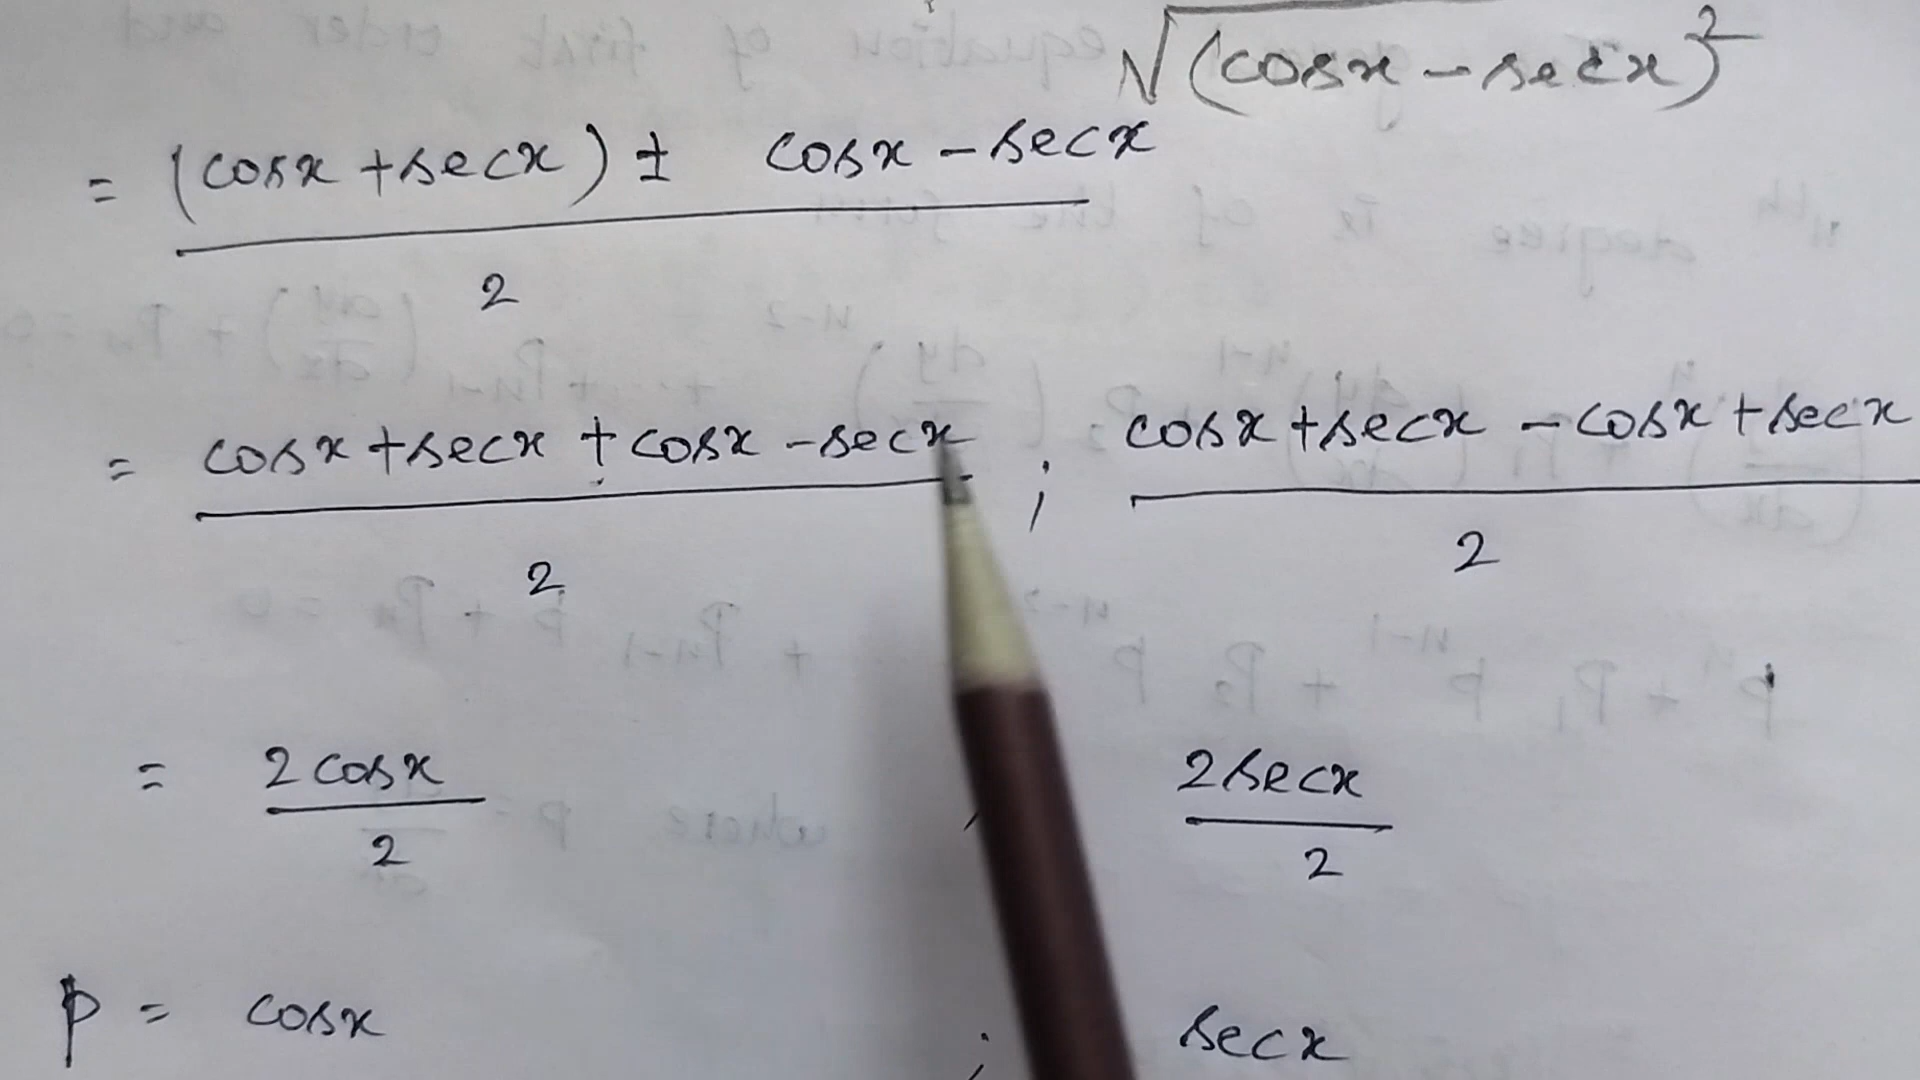 √(cosx - secx)²
= (cosx + secx) ± cosx - secx
2
= cosx + secx + cosx - secx ; cosx + secx - cosx + secx
2 2
= 2cosx 2secx
2 2
p = cosx ; secx